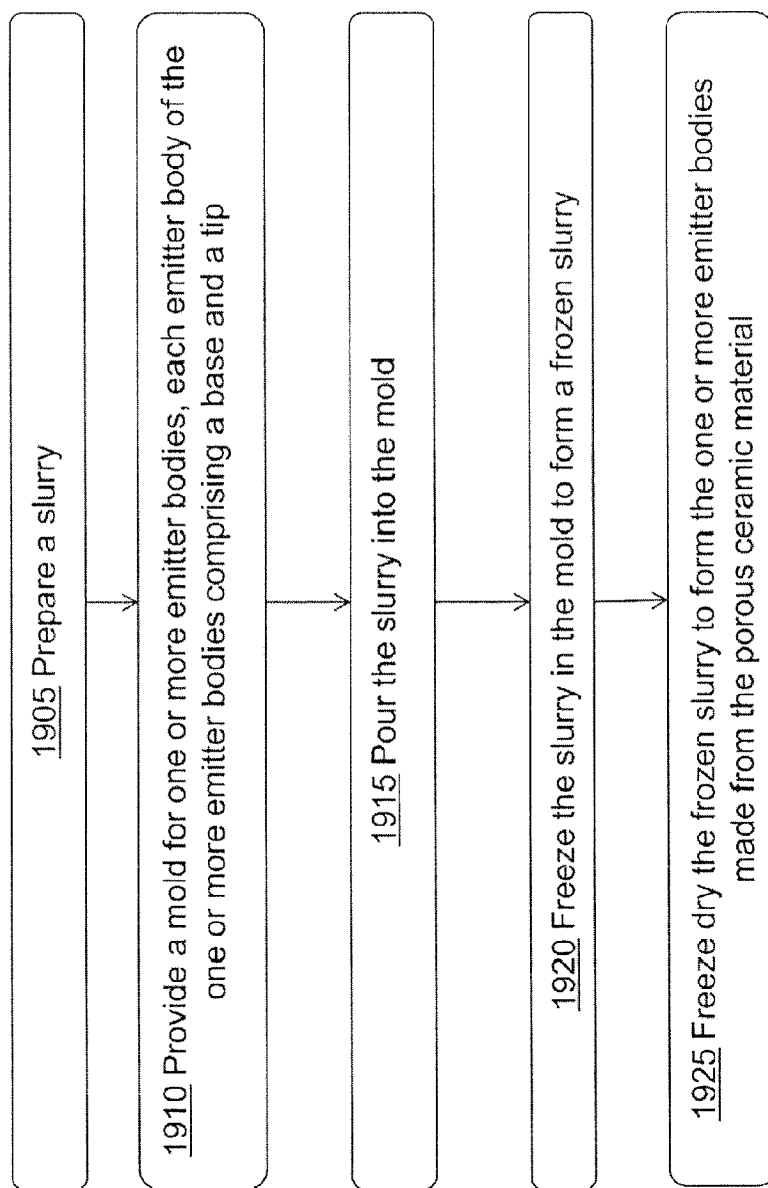 1905 Prepare a slurry
1910 Provide a mold for one or more emitter bodies, each emitter body of the
one or more emitter bodies comprising a base and a tip
1915 Pour the slurry into the mold
1920 Freeze the slurry in the mold to form a frozen slurry
1925 Freeze dry the frozen slurry to form the one or more emitter bodies
made from the porous ceramic material